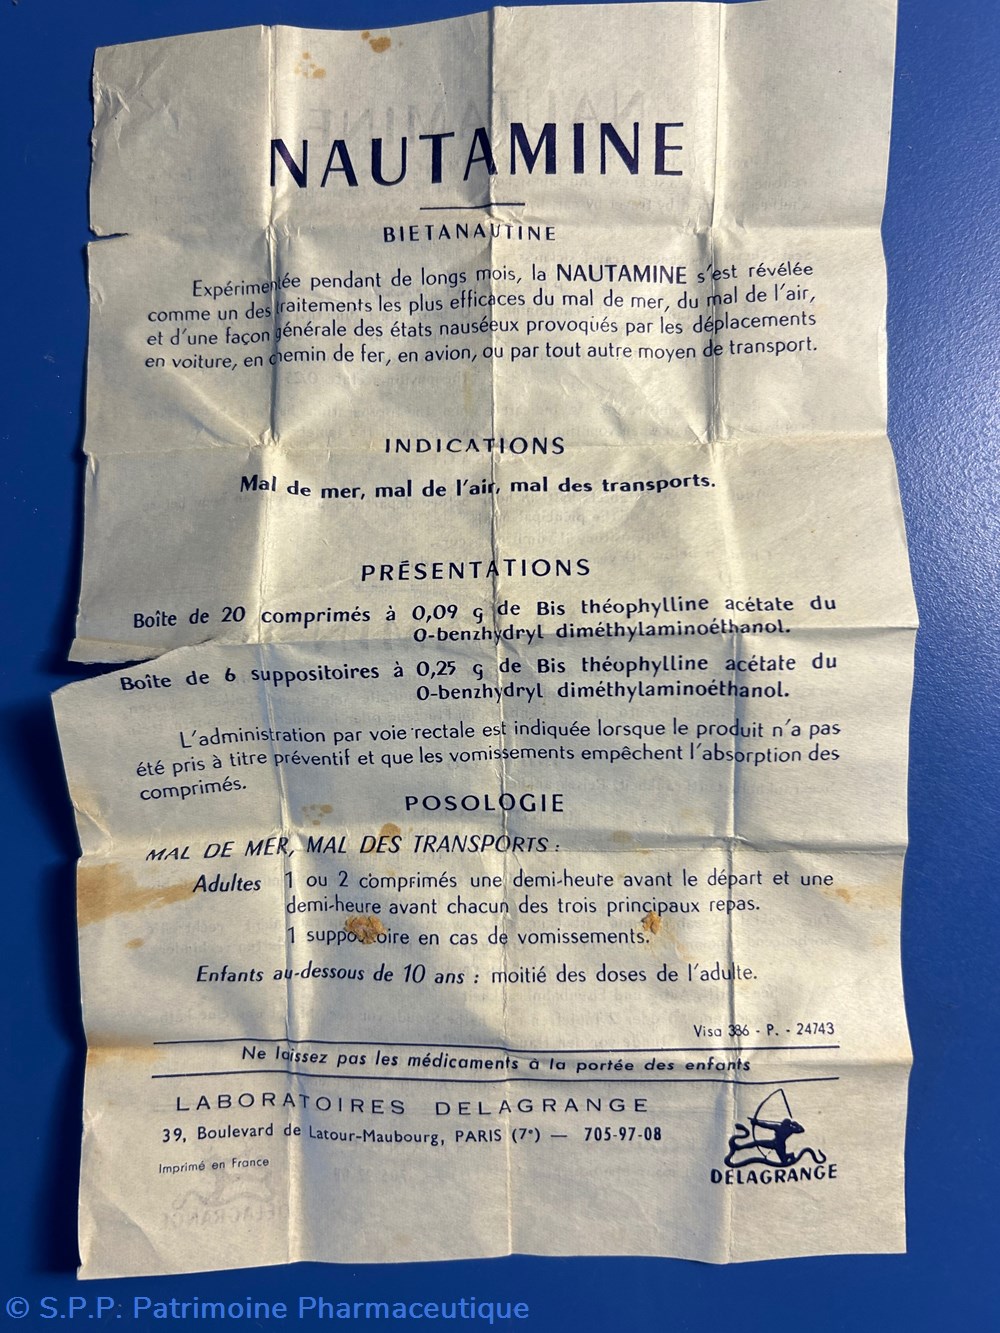 NAUTAMINE
BIETANAUTINE
Expérimentée pendant de longs mois, la NAUTAMINE s'est révélée
comme un des traitements les plus efficaces du mal de mer, du mal de l'air,
et d'une façon générale des états nauséeux provoqués par les déplacements
en voiture, en chemin de fer, en avion, ou par tout autre moyen de transport.
INDICATIONS
Mal de mer, mal de l'air, mal des transports.
PRÉSENTATIONS
Boîte de 20 comprimés à 0,09 g de Bis théophylline acétate du
O-benzhydryl diméthylaminoéthanol.
Boîte de 6 suppositoires à 0,25 g de Bis théophylline acétate du
O-benzhydryl diméthylaminoéthanol.
L'administration par voie rectale est indiquée lorsque le produit n'a pas
été pris à titre préventif et que les vomissements empêchent l'absorption des
comprimés.
POSOLOGIE
MAL DE MER, MAL DES TRANSPORTS :
Adultes 1 ou 2 comprimés une demi-heure avant le départ et une
demi-heure avant chacun des trois principaux repas.
1 suppositoire en cas de vomissements.
Enfants au-dessous de 10 ans : moitié des doses de l'adulte.
Visa 386 - P. - 24743
Ne laissez pas les médicaments à la portée des enfants
LABORATOIRES DELAGRANGE
39, Boulevard de Latour-Maubourg, PARIS (7e) — 705-97-08
Imprimé en France
DELAGRANGE
© S.P.P: Patrimoine Pharmaceutique